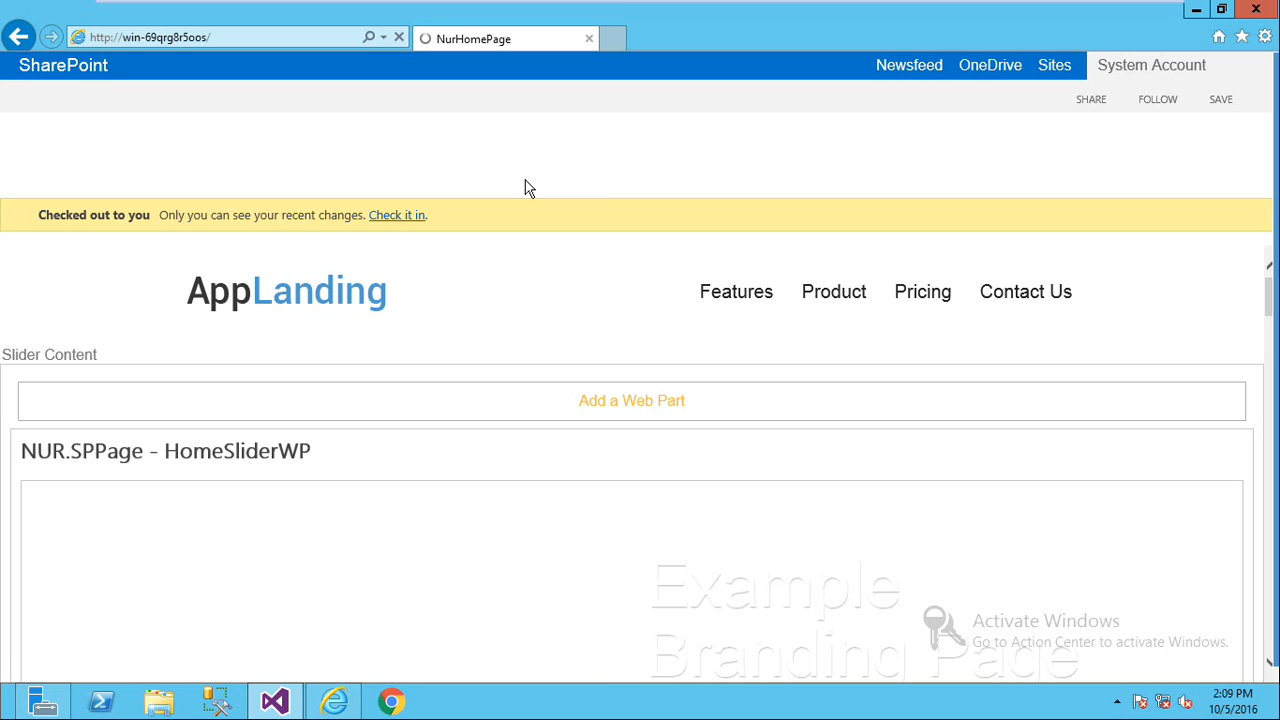 http://win-69qrg8r5oos/
NurHomePage
SharePoint
Newsfeed OneDrive Sites System Account
SHARE FOLLOW SAVE
Checked out to you Only you can see your recent changes. Check it in.
AppLanding
Features Product Pricing Contact Us
Slider Content
Add a Web Part
NUR.SPPage - HomeSliderWP
Example
Branding Page
Activate Windows
Go to Action Center to activate Windows.
2:09 PM
10/5/2016